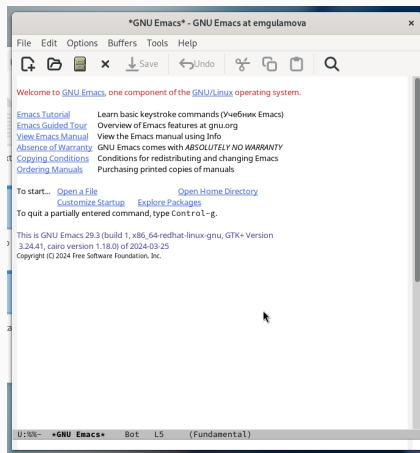 *GNU Emacs* - GNU Emacs at emgulamova
File Edit Options Buffers Tools Help
Save Undo
Welcome to GNU Emacs, one component of the GNU/Linux operating system.
Emacs Tutorial Learn basic keystroke commands (Учебник Emacs)
Emacs Guided Tour Overview of Emacs features at gnu.org
View Emacs Manual View the Emacs manual using Info
Absence of Warranty GNU Emacs comes with ABSOLUTELY NO WARRANTY
Copying Conditions Conditions for redistributing and changing Emacs
Ordering Manuals Purchasing printed copies of manuals
To start... Open a File Open Home Directory
Customize Startup Explore Packages
To quit a partially entered command, type Control-g.
This is GNU Emacs 29.3 (build 1, x86_64-redhat-linux-gnu, GTK+ Version
3.24.41, cairo version 1.18.0) of 2024-03-25
Copyright (C) 2024 Free Software Foundation, Inc.
U:%%- *GNU Emacs* Bot L5 (Fundamental)